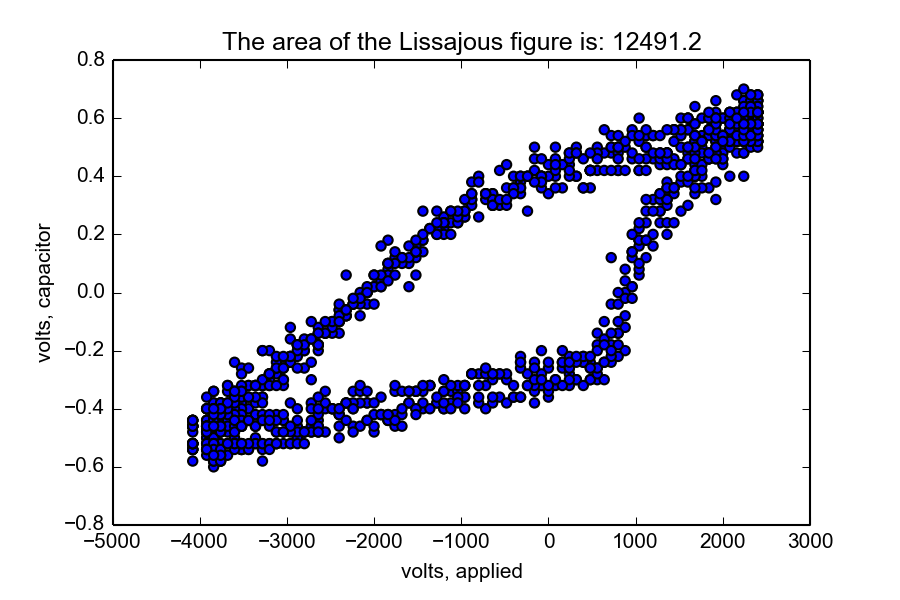 The area of the Lissajous figure is: 12491.2
0.8
0.6
0.4
0.2
0.0
−0.2
−0.4
−0.6
−0.8
volts, capacitor
−5000 −4000 −3000 −2000 −1000 0 1000 2000 3000
volts, applied